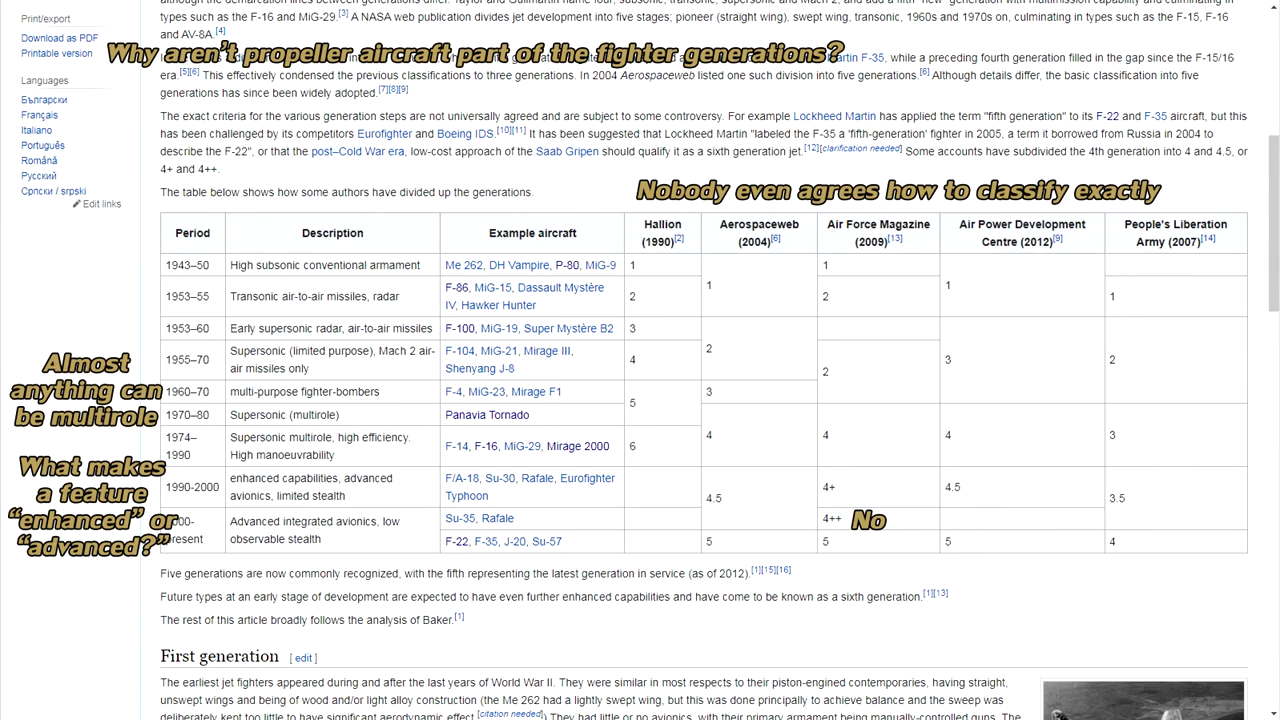 Print/export
Download as PDF
Printable version
Languages
Български
Français
Italiano
Português
Română
Русский
Српски / srpski
Edit links
types such as the F-16 and MiG-29.[3] A NASA web publication divides jet development into five stages; pioneer (straight wing), swept wing, transonic, 1960s and 1970s on, culminating in types such as the F-15, F-16
and AV-8A.[4]
Why aren't propeller aircraft part of the fighter generations?
F-35, while a preceding fourth generation filled in the gap since the F-15/16
era.[5][6] This effectively condensed the previous classifications to three generations. In 2004 Aerospaceweb listed one such division into five generations.[6] Although details differ, the basic classification into five
generations has since been widely adopted.[7][8][9]
The exact criteria for the various generation steps are not universally agreed and are subject to some controversy. For example Lockheed Martin has applied the term "fifth generation" to its F-22 and F-35 aircraft, but this
has been challenged by its competitors Eurofighter and Boeing IDS.[10][11] It has been suggested that Lockheed Martin "labeled the F-35 a 'fifth-generation' fighter in 2005, a term it borrowed from Russia in 2004 to
describe the F-22", or that the post–Cold War era, low-cost approach of the Saab Gripen should qualify it as a sixth generation jet.[12][clarification needed] Some accounts have subdivided the 4th generation into 4 and 4.5, or
4+ and 4++.
The table below shows how some authors have divided up the generations.
Nobody even agrees how to classify exactly
Period Description Example aircraft Hallion (1990)[2] Aerospaceweb (2004)[6] Air Force Magazine (2009)[13] Air Power Development Centre (2012)[9] People's Liberation Army (2007)[14]
1943–50 High subsonic conventional armament Me 262, DH Vampire, P-80, MiG-9 1 1 1 1
1953–55 Transonic air-to-air missiles, radar F-86, MiG-15, Dassault Mystère IV, Hawker Hunter 2 2 1
1953–60 Early supersonic radar, air-to-air missiles F-100, MiG-19, Super Mystère B2 3 2
1955–70 Supersonic (limited purpose), Mach 2 air-air missiles only F-104, MiG-21, Mirage III, Shenyang J-8 4 2 3 2
1960–70 multi-purpose fighter-bombers F-4, MiG-23, Mirage F1 5 3
1970–80 Supersonic (multirole) Panavia Tornado
1974–1990 Supersonic multirole, high efficiency. High manoeuvrability F-14, F-16, MiG-29, Mirage 2000 6 4 4 4 3
1990-2000 enhanced capabilities, advanced avionics, limited stealth F/A-18, Su-30, Rafale, Eurofighter Typhoon 4.5 4+ 4.5 3.5
present Advanced integrated avionics, low observable stealth Su-35, Rafale 4++
No
F-22, F-35, J-20, Su-57 5 5 5 4
Almost
anything can
be multirole
What makes
a feature
“enhanced” or
“advanced?”
Five generations are now commonly recognized, with the fifth representing the latest generation in service (as of 2012).[1][15][16]
Future types at an early stage of development are expected to have even further enhanced capabilities and have come to be known as a sixth generation.[1][13]
The rest of this article broadly follows the analysis of Baker.[1]
First generation [ edit ]
The earliest jet fighters appeared during and after the last years of World War II. They were similar in most respects to their piston-engined contemporaries, having straight,
unswept wings and being of wood and/or light alloy construction (the Me 262 had a lightly swept wing, but this was done principally to achieve balance and the sweep was
deliberately kept too little to have significant aerodynamic effect.[citation needed]) They had little or no avionics, with their primary armament being manually-controlled guns. The